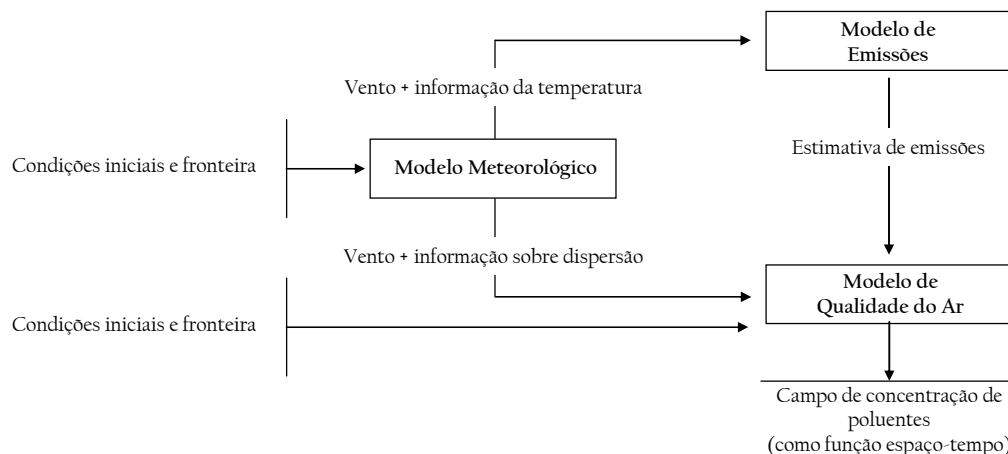 Modelo de
Emissões
Vento + informação da temperatura
Condições iniciais e fronteira
Modelo Meteorológico
Estimativa de emissões
Vento + informação sobre dispersão
Modelo de
Qualidade do Ar
Condições iniciais e fronteira
Campo de concentração de
poluentes
(como função espaço-tempo)